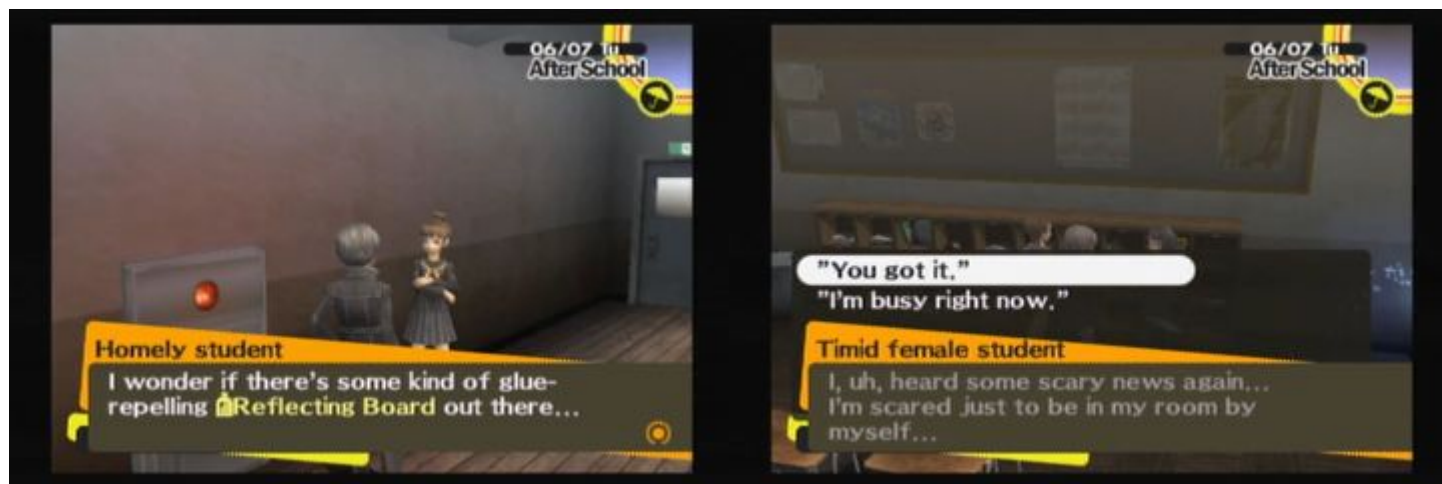 06/07 Tu
After School
Homely student
I wonder if there's some kind of glue-
repelling Reflecting Board out there...
06/07 Tu
After School
"You got it."
"I'm busy right now."
Timid female student
I, uh, heard some scary news again...
I'm scared just to be in my room by
myself...